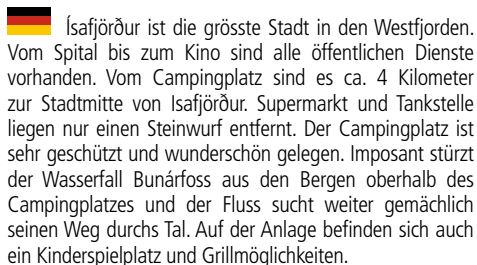 Ísafjörður ist die grösste Stadt in den Westfjorden.
Vom Spital bis zum Kino sind alle öffentlichen Dienste
vorhanden. Vom Campingplatz sind es ca. 4 Kilometer
zur Stadtmitte von Isafjörður. Supermarkt und Tankstelle
liegen nur einen Steinwurf entfernt. Der Campingplatz ist
sehr geschützt und wunderschön gelegen. Imposant stürzt
der Wasserfall Bunárfoss aus den Bergen oberhalb des
Campingplatzes und der Fluss sucht weiter gemächlich
seinen Weg durchs Tal. Auf der Anlage befinden sich auch
ein Kinderspielplatz und Grillmöglichkeiten.